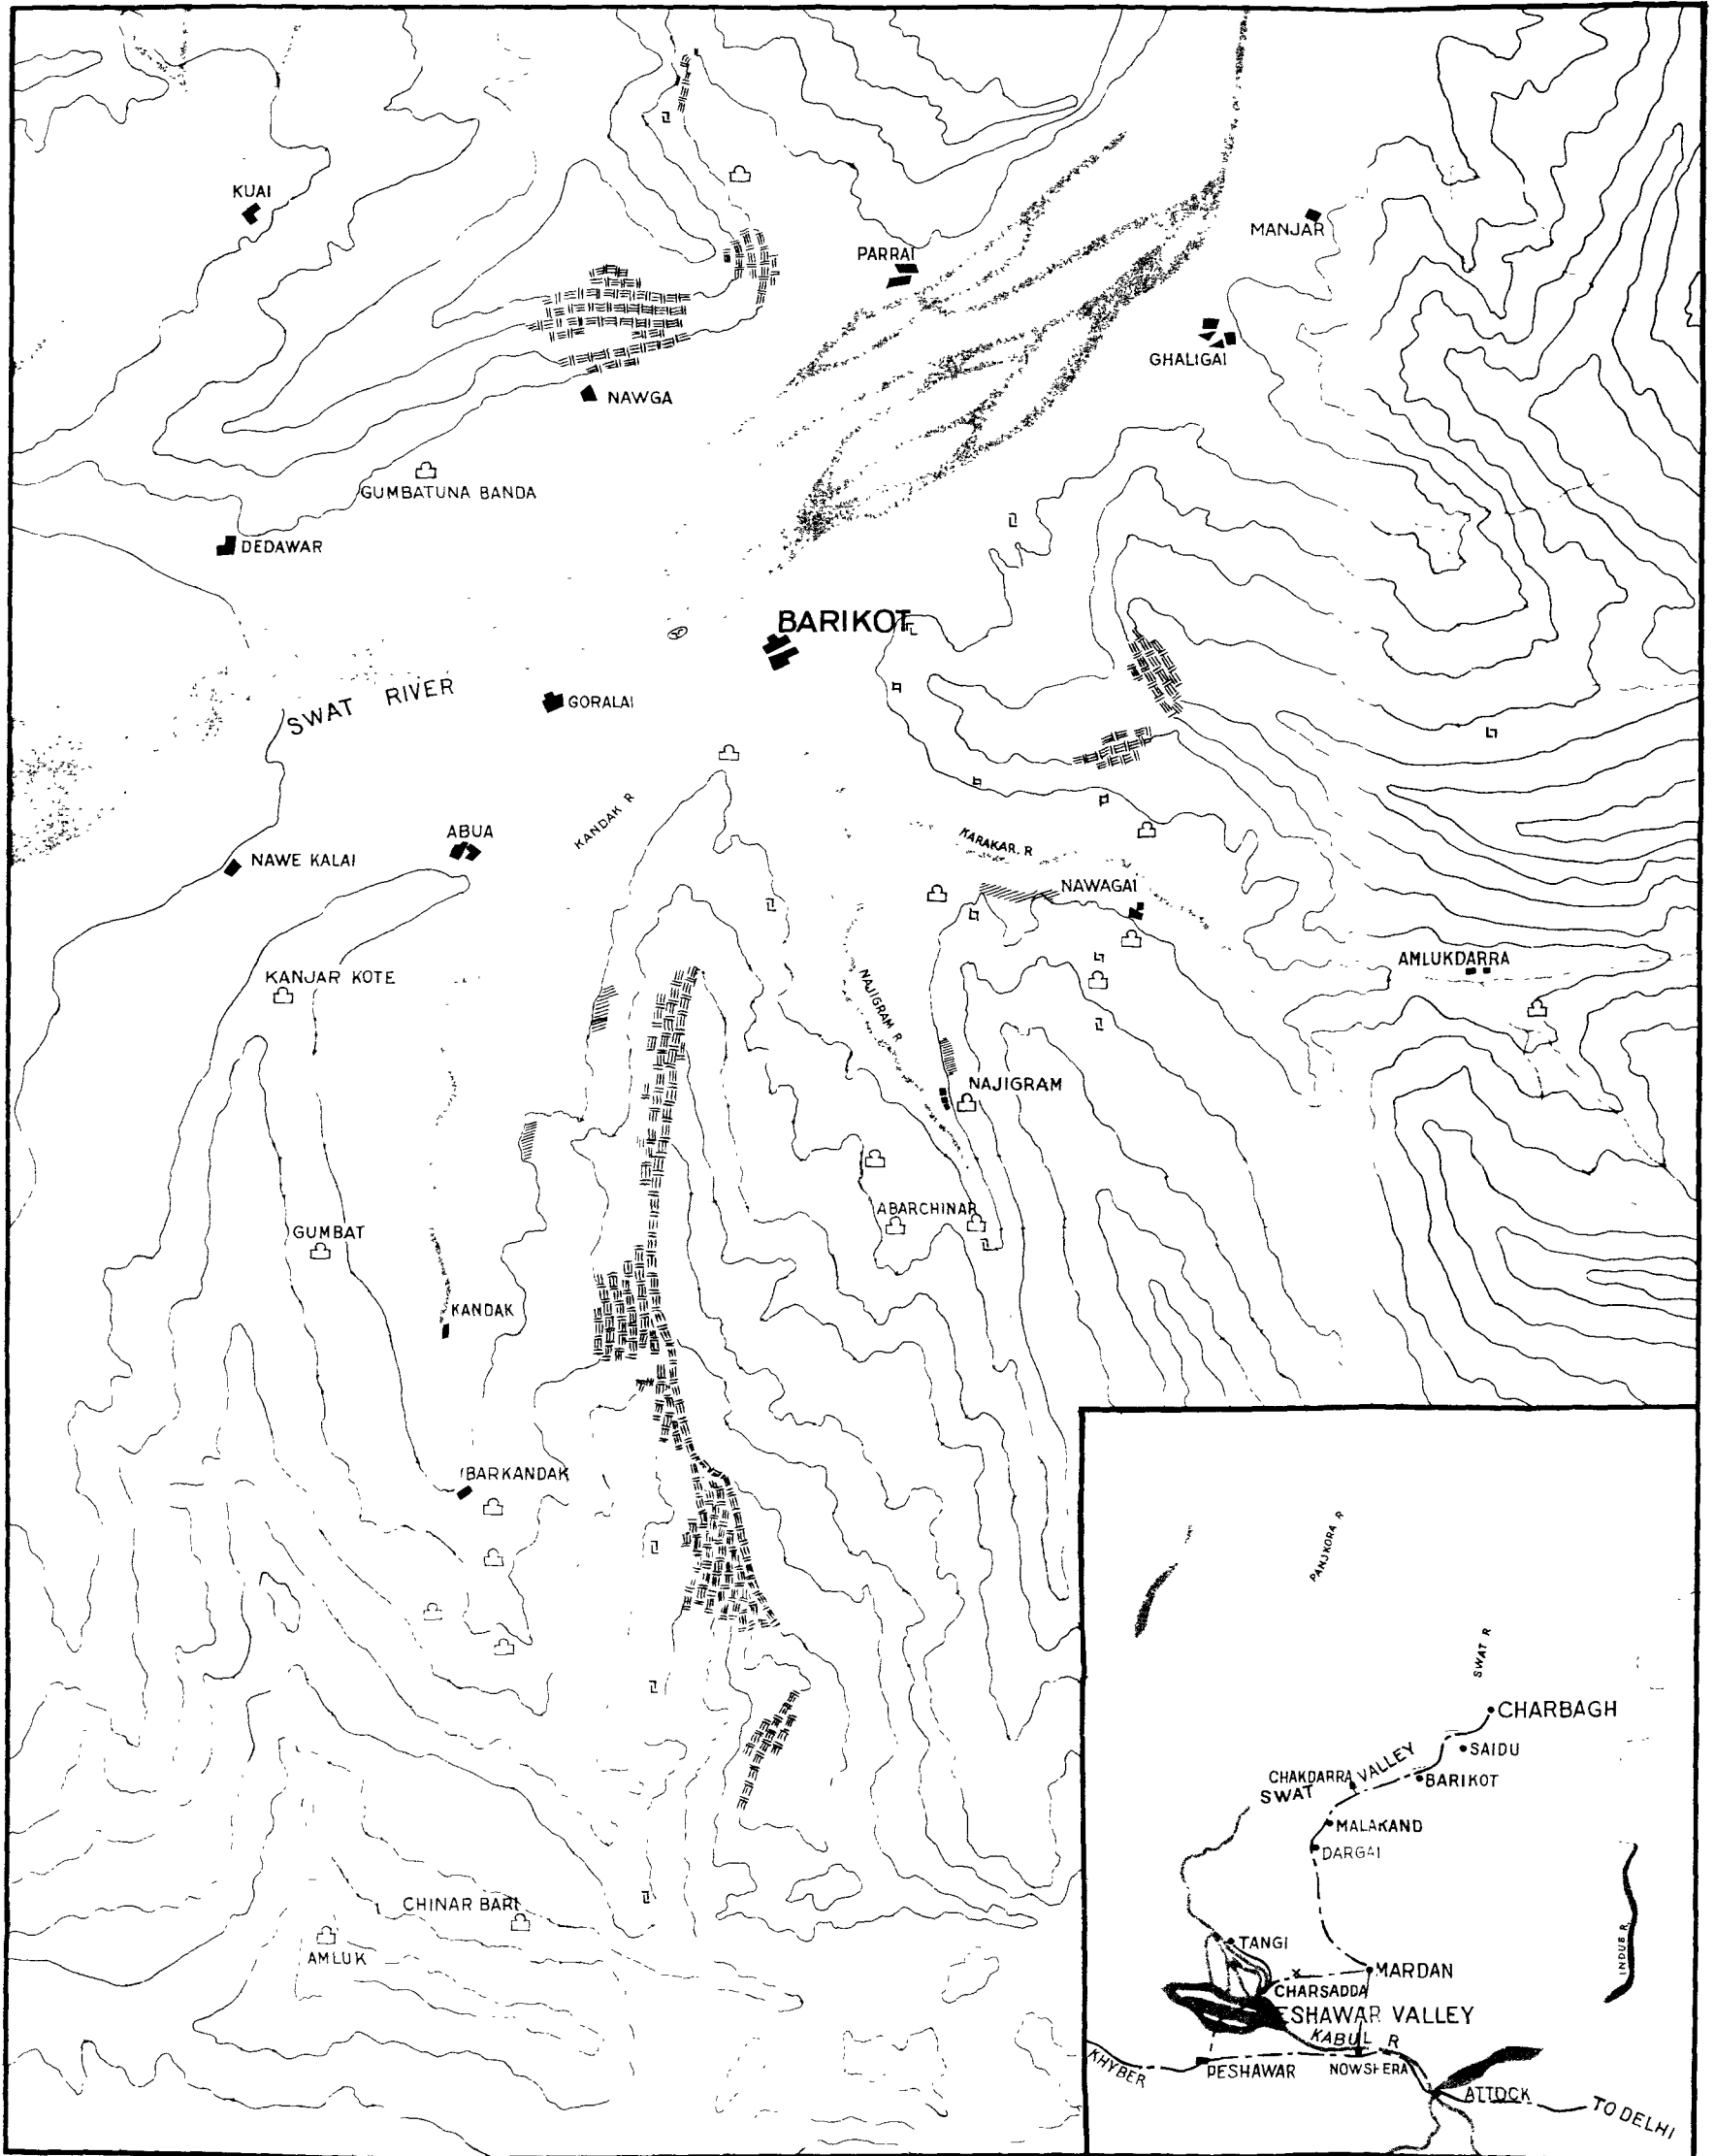 KUAI
MANJAR
PARRAI
GHALIGAI
NAWGA
GUMBATUNA BANDA
DEDAWAR
BARIKOT
SWAT RIVER
GORALAI
KANDAK R
ABUA
KARAKAR. R
NAWE KALAI
NAWAGAI
AMLUKDARRA
KANJAR KOTE
NAJIGRAM R
NAJIGRAM
ABARCHINAR
GUMBAT
KANDAK
BARKANDAK
CHINAR BARI
AMLUK
PANJKORA R
SWAT R
CHARBAGH
SAIDU
CHAKDARRA
SWAT VALLEY
BARIKOT
MALAKAND
DARGAI
INDUS R.
TANGI
MARDAN
CHARSADDA
ESHAWAR VALLEY
KABUL R
KHYBER
PESHAWAR
NOWSHERA
ATTOCK
TO DELHI